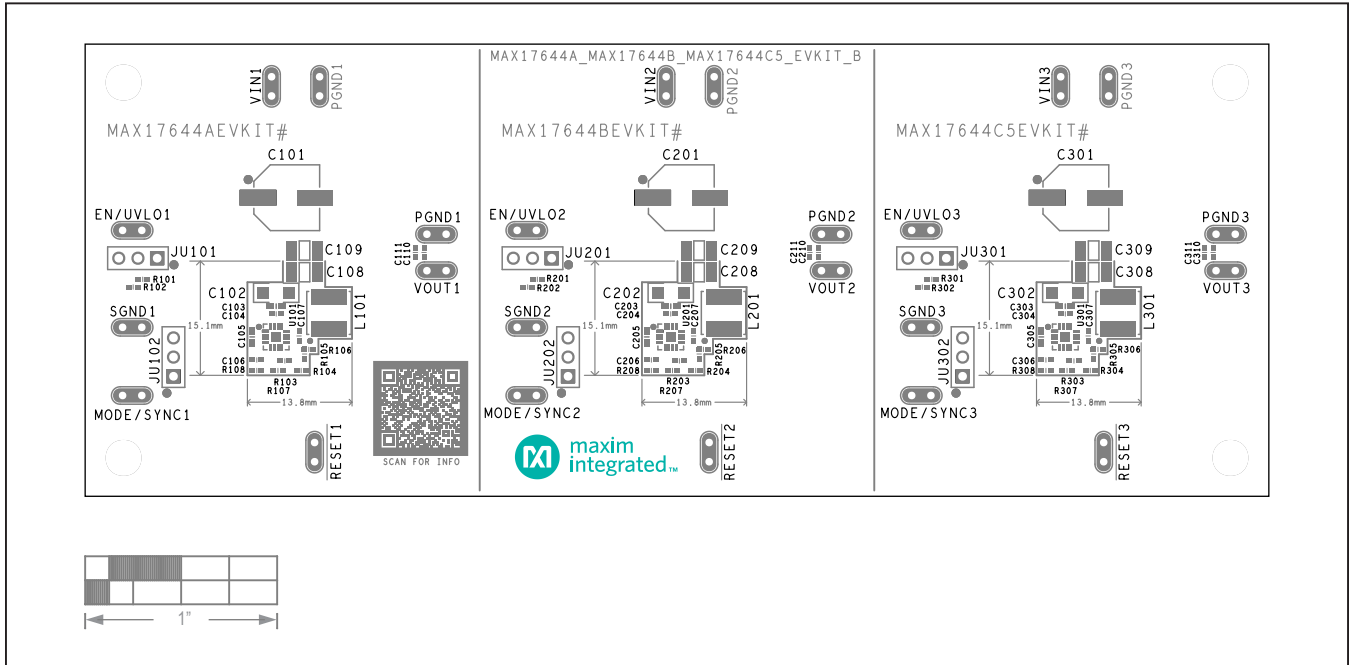 MAX17644A_MAX17644B_MAX17644C5_EVKIT_B
VIN1
PGND1
MAX17644AEVKIT#
C101
EN/UVLO1
PGND1
JU101
C109
C111
C110
R101
R102
C108
VOUT1
C102
C103
C104
U101
C107
L101
SGND1
15.1mm
C105
JU102
R105
R106
C106
R108
R104
R103
R107
13.8mm
MODE/SYNC1
RESET1
SCAN FOR INFO
VIN2
PGND2
MAX17644BEVKIT#
C201
EN/UVLO2
PGND2
JU201
C209
C211
C210
R201
R202
C208
VOUT2
C202
C203
C204
U201
C207
L201
SGND2
15.1mm
C205
JU202
R205
R206
C206
R208
R204
R203
R207
13.8mm
MODE/SYNC2
RESET2
maxim
integrated™
VIN3
PGND3
MAX17644C5EVKIT#
C301
EN/UVLO3
PGND3
JU301
C309
C311
C310
R301
R302
C308
VOUT3
C302
C303
C304
U301
C307
L301
SGND3
15.1mm
C305
JU302
R305
R306
C306
R308
R304
R303
R307
13.8mm
MODE/SYNC3
RESET3
1"